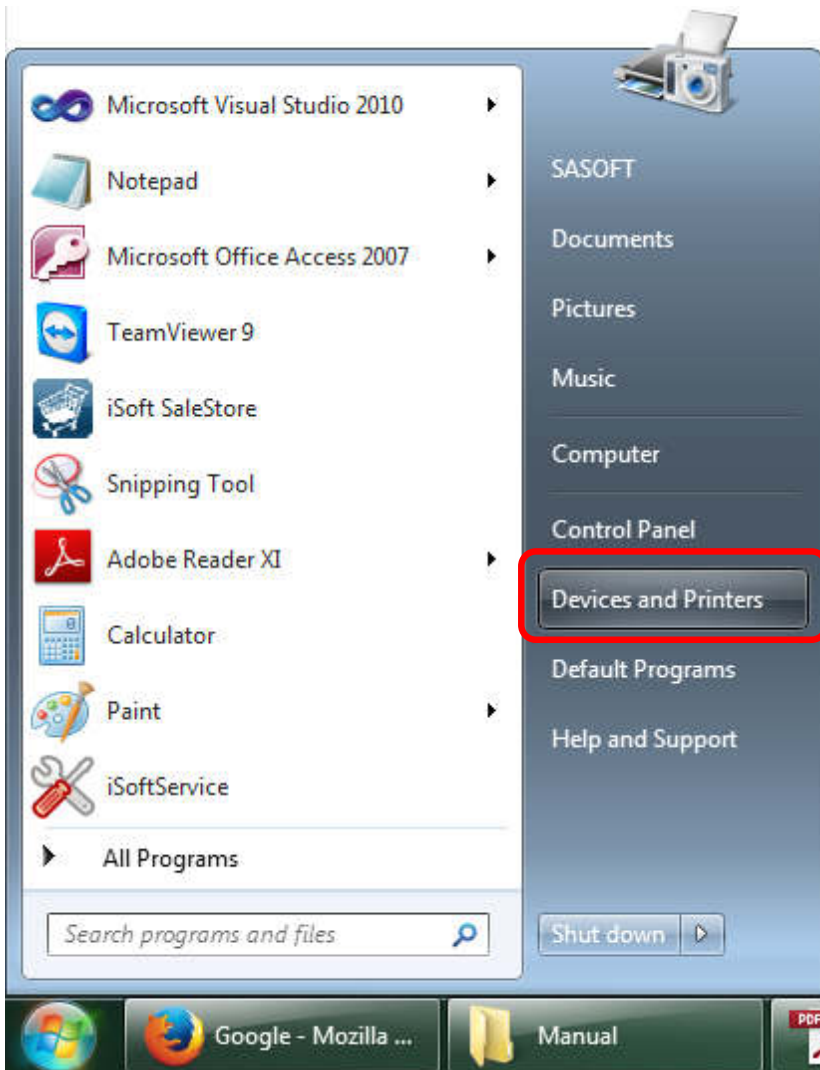 Microsoft Visual Studio 2010
Notepad
Microsoft Office Access 2007
TeamViewer 9
iSoft SaleStore
Snipping Tool
Adobe Reader XI
Calculator
Paint
iSoftService
All Programs
Search programs and files
SASOFT
Documents
Pictures
Music
Computer
Control Panel
Devices and Printers
Default Programs
Help and Support
Shut down
Google - Mozilla ...
Manual
PDF